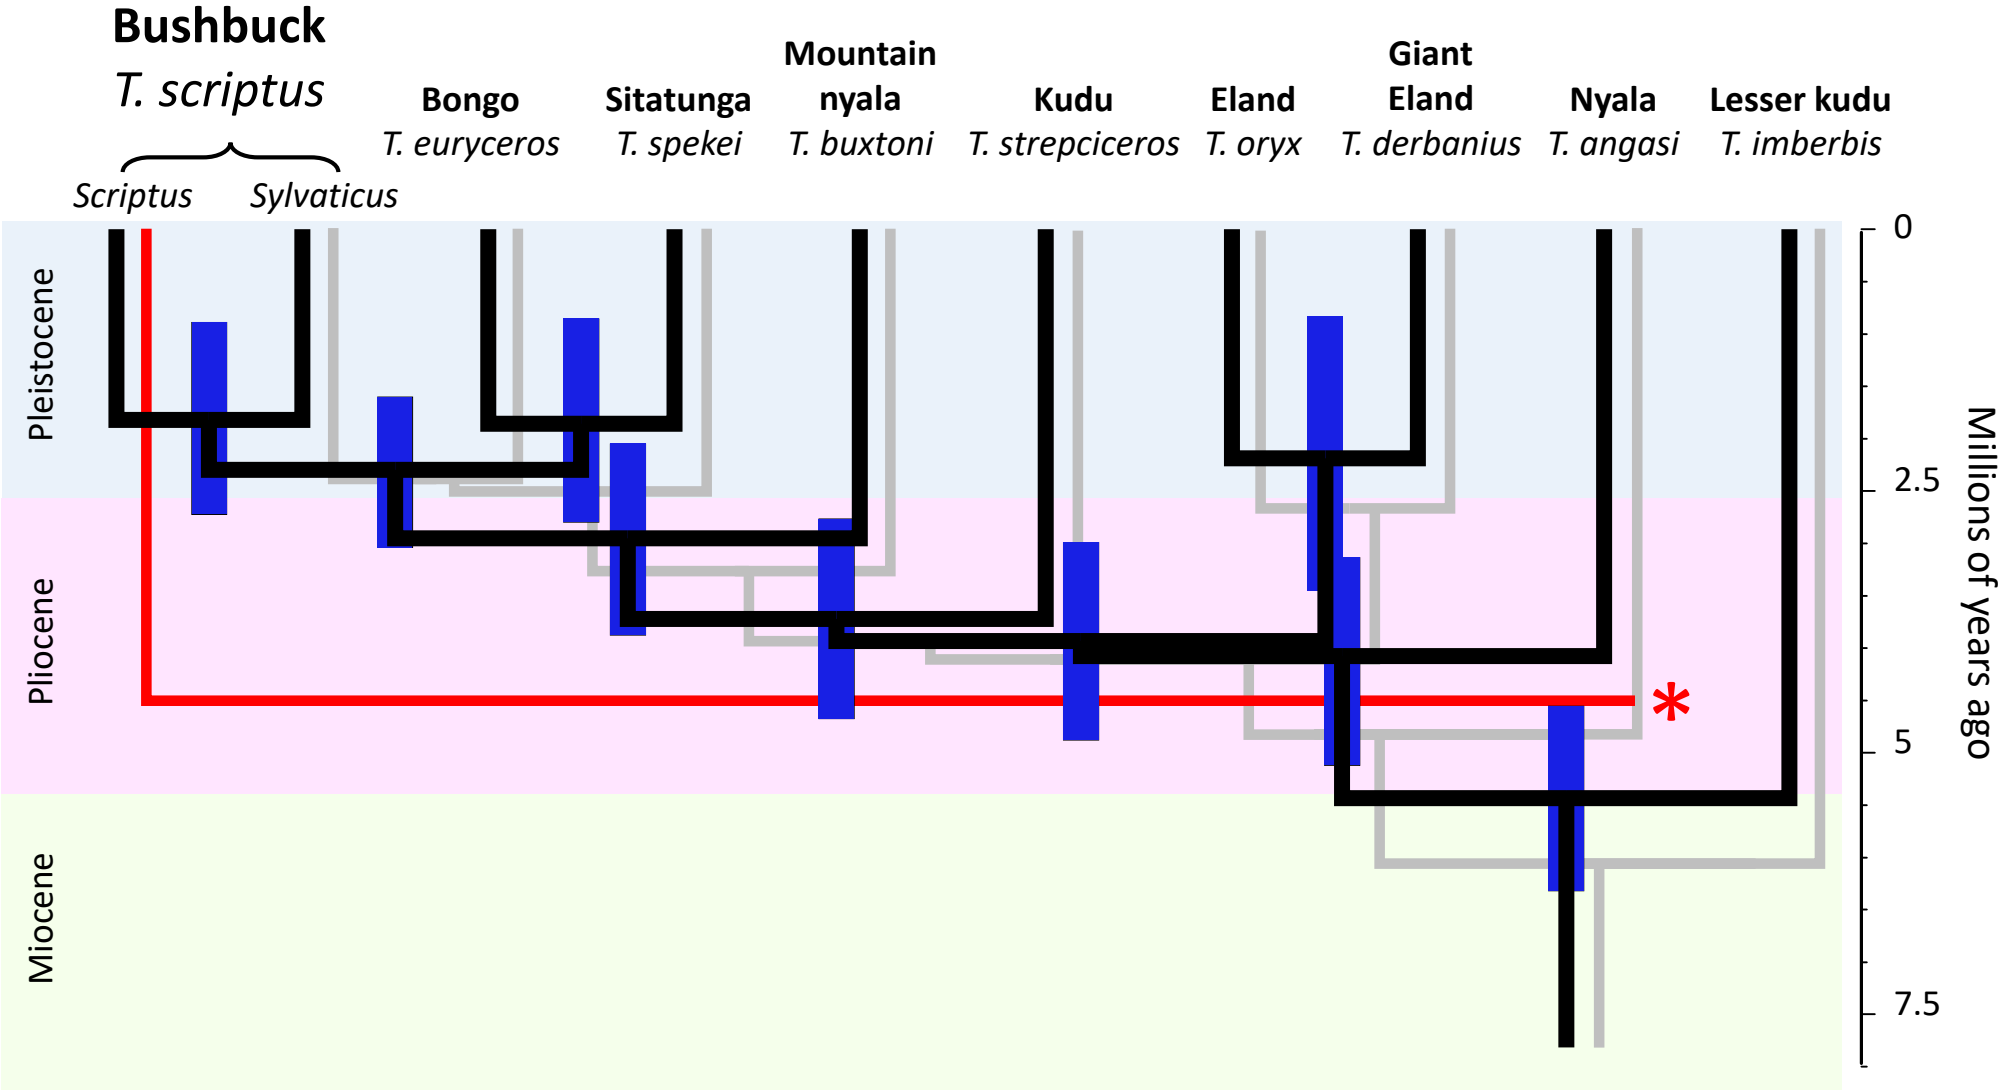 Bushbuck
T. scriptus
Scriptus
Sylvaticus
Bongo
T. euryceros
Sitatunga
T. spekei
Mountain
nyala
T. buxtoni
Kudu
T. strepciceros
Eland
T. oryx
Giant
Eland
T. derbanius
Nyala
T. angasi
Lesser kudu
T. imberbis
Pleistocene
Pliocene
Miocene
*
0
2.5
5
7.5
Millions of years ago